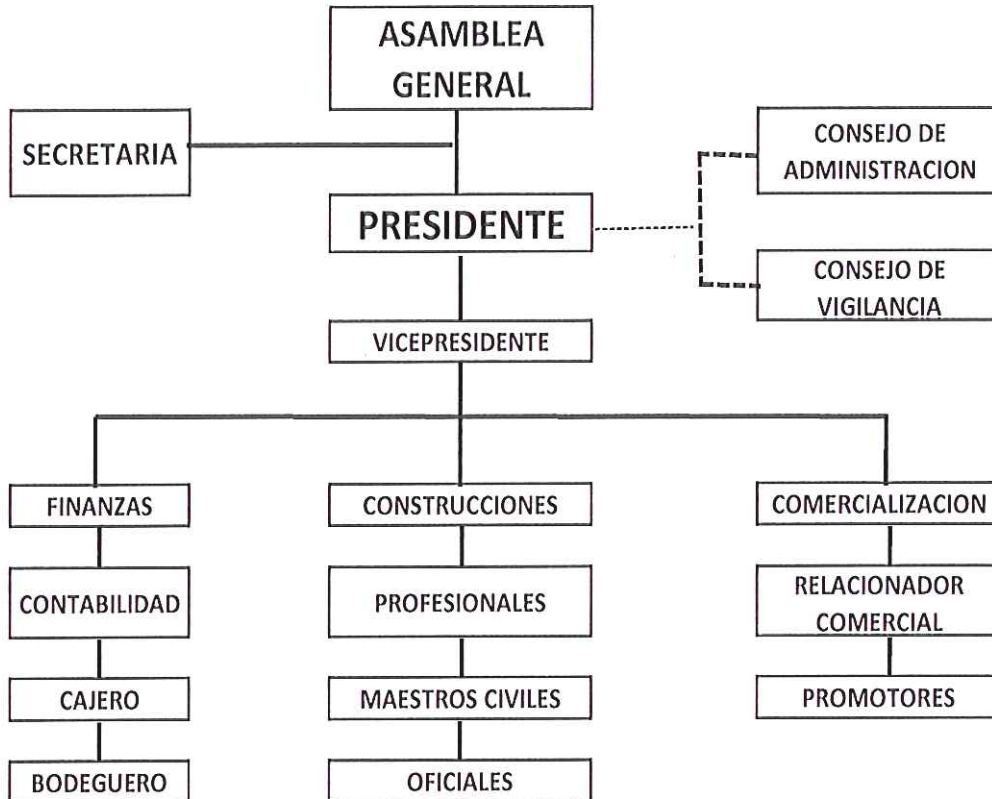 ASAMBLEA
GENERAL
SECRETARIA
CONSEJO DE
ADMINISTRACION
PRESIDENTE
CONSEJO DE
VIGILANCIA
VICEPRESIDENTE
FINANZAS
CONSTRUCCIONES
COMERCIALIZACION
CONTABILIDAD
PROFESIONALES
RELACIONADOR
COMERCIAL
CAJERO
MAESTROS CIVILES
PROMOTORES
BODEGUERO
OFICIALES